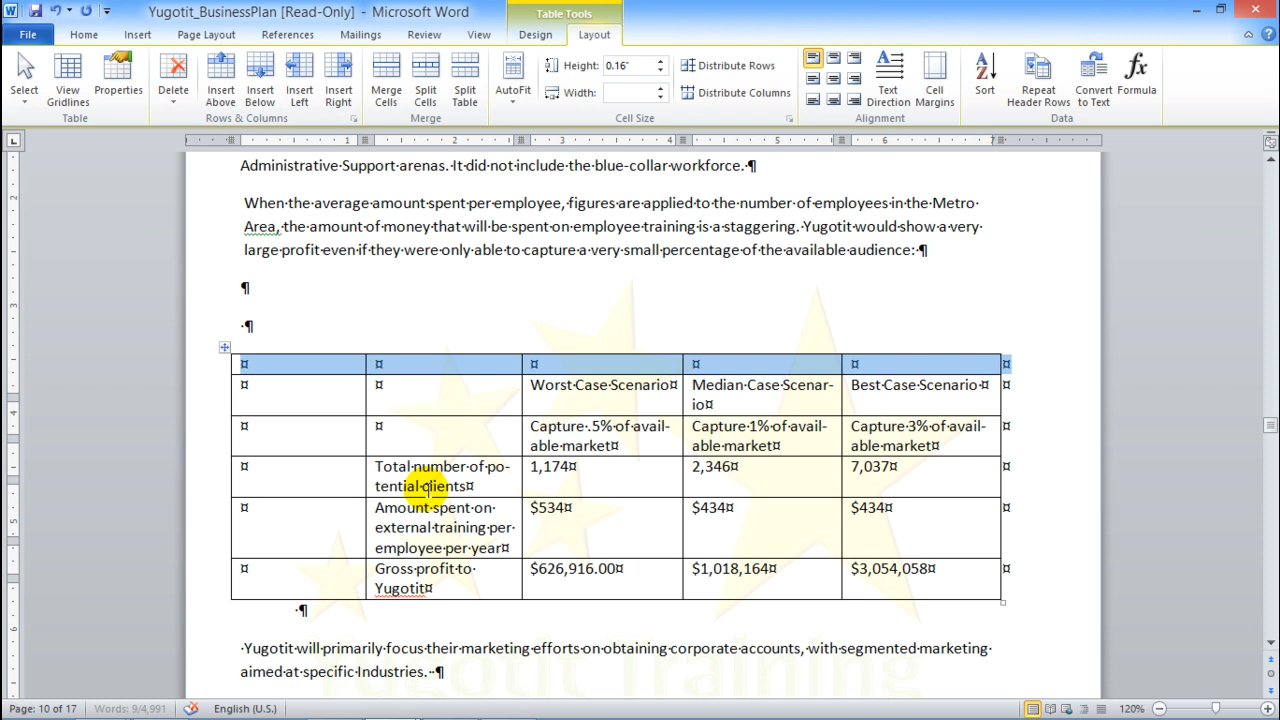 Yugotit_BusinessPlan [Read-Only] - Microsoft Word
Table Tools
File Home Insert Page Layout References Mailings Review View Design Layout
Select
View Gridlines
Properties
Table
Delete
Insert Above
Insert Below
Insert Left
Insert Right
Rows & Columns
Merge Cells
Split Cells
Split Table
Merge
AutoFit
Height: 0.16"
Width:
Distribute Rows
Distribute Columns
Cell Size
Text Direction
Cell Margins
Alignment
Sort
Repeat Header Rows
Convert to Text
Formula
Data
1 2 3 4 5 6 7
Administrative·Support·arenas.·It·did·not·include·the·blue-collar·workforce.·¶
When·the·average·amount·spent·per·employee,·figures·are·applied·to·the·number·of·employees·in·the·Metro·
Area,·the·amount·of·money·that·will·be·spent·on·employee·training·is·a·staggering.·Yugotit·would·show·a·very·
large·profit·even·if·they·were·only·able·to·capture·a·very·small·percentage·of·the·available·audience:·¶
¶
·¶
¤ ¤ ¤ ¤ ¤ ¤
¤ ¤ Worst·Case·Scenario¤ Median·Case·Scenar-
io¤ Best·Case·Scenario·¤ ¤
¤ ¤ Capture·.5%·of·avail-
able·market¤ Capture·1%·of·avail-
able·market¤ Capture·3%·of·avail-
able·market¤ ¤
¤ Total·number·of·po-
tential·clients¤ 1,174¤ 2,346¤ 7,037¤ ¤
¤ Amount·spent·on·
external·training·per·
employee·per·year¤ $534¤ $434¤ $434¤ ¤
¤ Gross·profit·to·
Yugotit¤ $626,916.00¤ $1,018,164¤ $3,054,058¤ ¤
·¶
·Yugotit·will·primarily·focus·their·marketing·efforts·on·obtaining·corporate·accounts,·with·segmented·marketing·
aimed·at·specific·Industries.··¶
Yugotit Training
Page: 10 of 17 Words: 9/4,991 English (U.S.) 120%